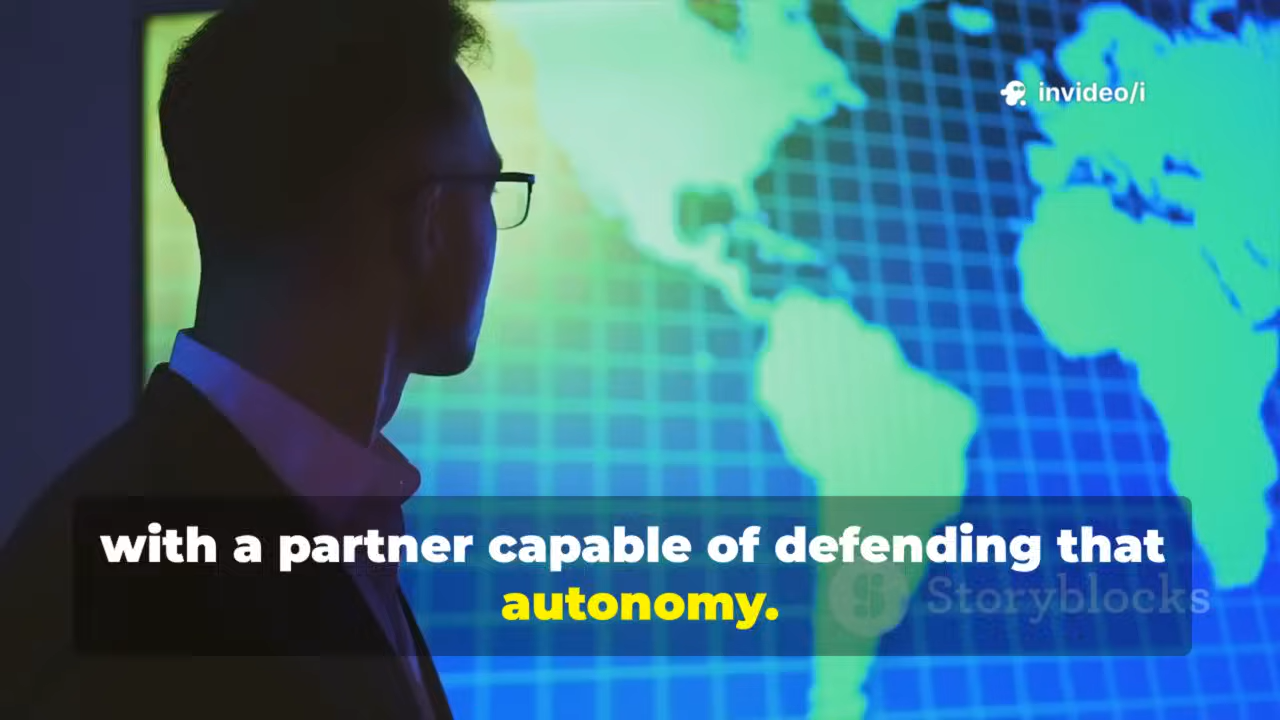 invideo/i
with a partner capable of defending that
autonomy.
Storyblocks